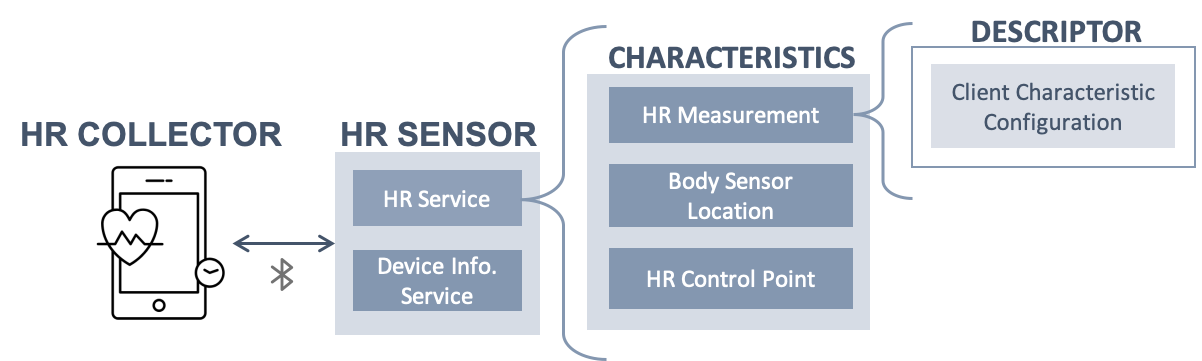 HR COLLECTOR
HR SENSOR
HR Service
Device Info.
Service
CHARACTERISTICS
HR Measurement
Body Sensor
Location
HR Control Point
DESCRIPTOR
Client Characteristic
Configuration